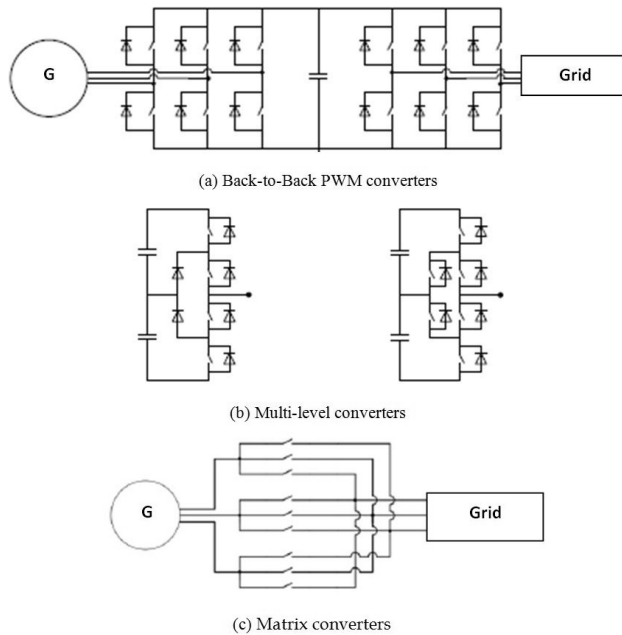 G
Grid
(a) Back-to-Back PWM converters
(b) Multi-level converters
G
Grid
(c) Matrix converters